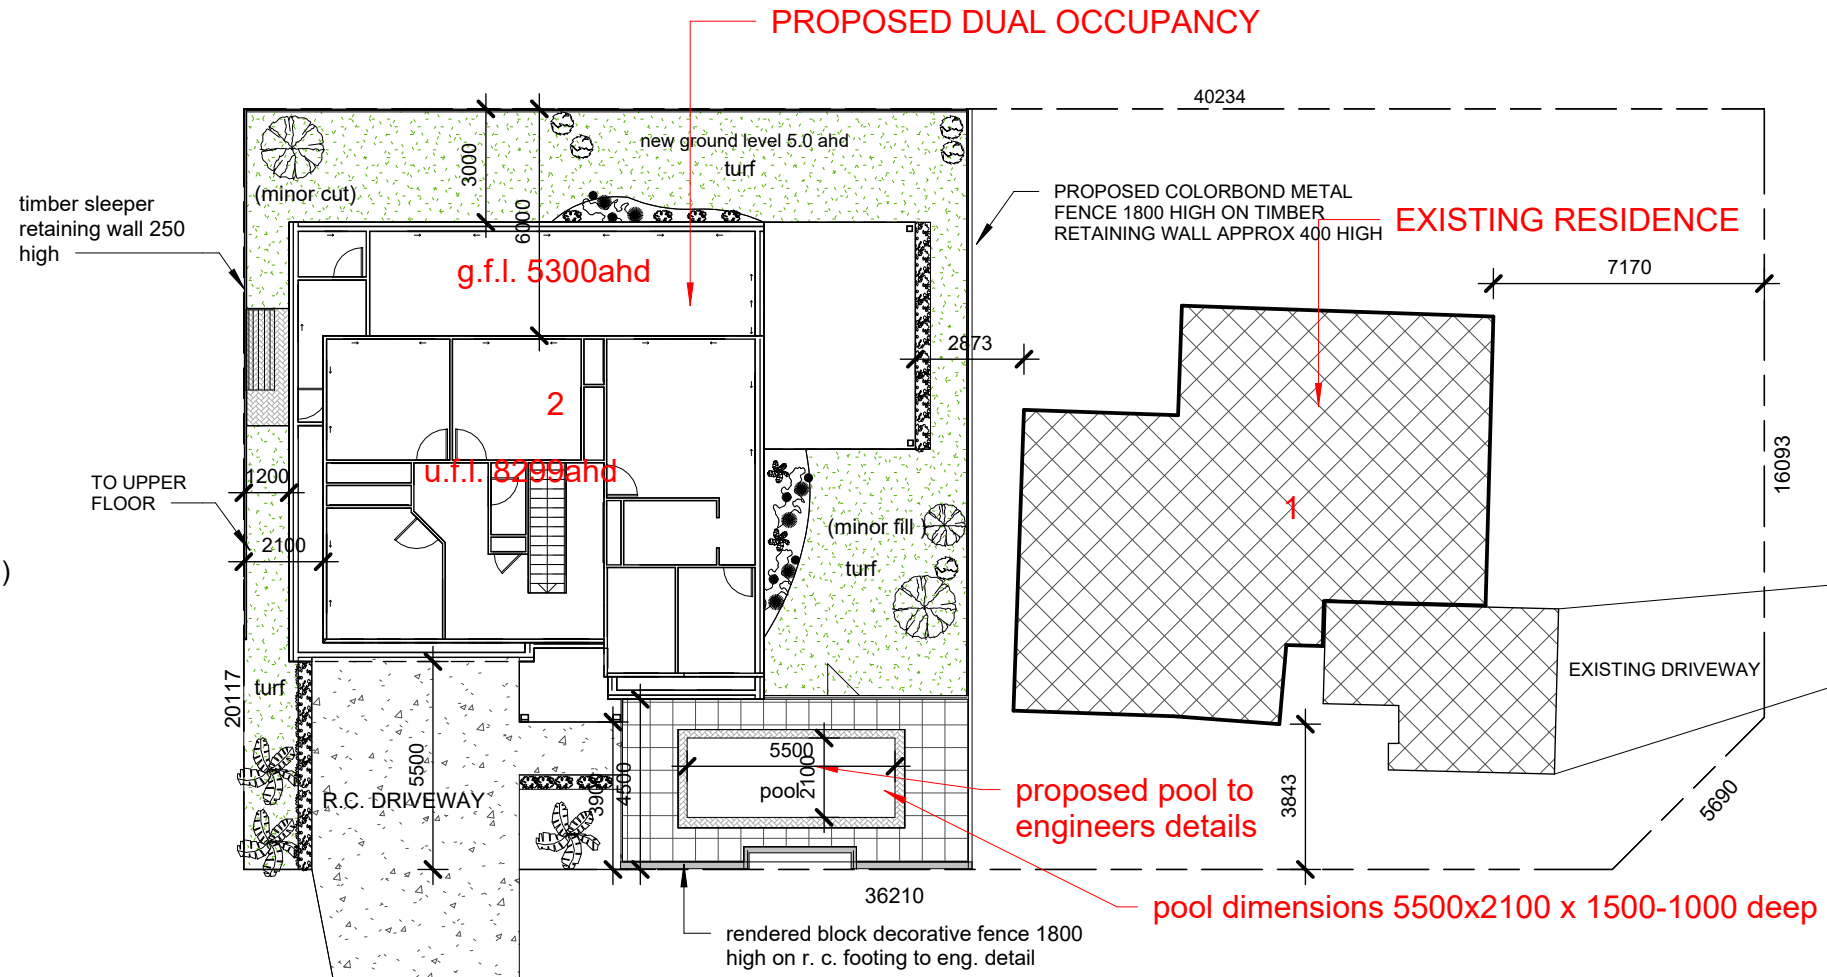 PROPOSED DUAL OCCUPANCY
40234
new ground level 5.0 ahd
turf
3000
(minor cut)
6000
timber sleeper
retaining wall 250
high
PROPOSED COLORBOND METAL
FENCE 1800 HIGH ON TIMBER
RETAINING WALL APPROX 400 HIGH
EXISTING RESIDENCE
g.f.l. 5300ahd
7170
2873
2
u.f.l. 8299ahd
1200
TO UPPER
FLOOR
16093
1
(minor fill
2100
turf
)
EXISTING DRIVEWAY
turf
20117
5500
5500
2100
pool
R.C. DRIVEWAY
3900
4500
proposed pool to
engineers details
3843
5690
36210
pool dimensions 5500x2100 x 1500-1000 deep
rendered block decorative fence 1800
high on r. c. footing to eng. detail